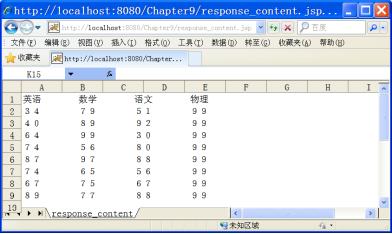 http://localhost:8080/Chapter9/response_content.jsp...
http://localhost:8080/Chapter9/response_content.jsp
百度
文件(F) 编辑(E) 视图(V) 插入(I) 格式(O) 工具(T) 数据(D) 转至(G) 收藏夹(A) 帮助(H)
收藏夹 http://localhost:8080/Chapter...
K15 fx
A B C D E F G H I
1 英语 数学 语文 物理
2 34 79 51 99
3 40 89 92 99
4 64 99 30 99
5 74 56 80 99
6 87 97 88 99
7 74 65 56 99
8 67 75 67 99
9 89 77 88 99
10
response_content
未知区域